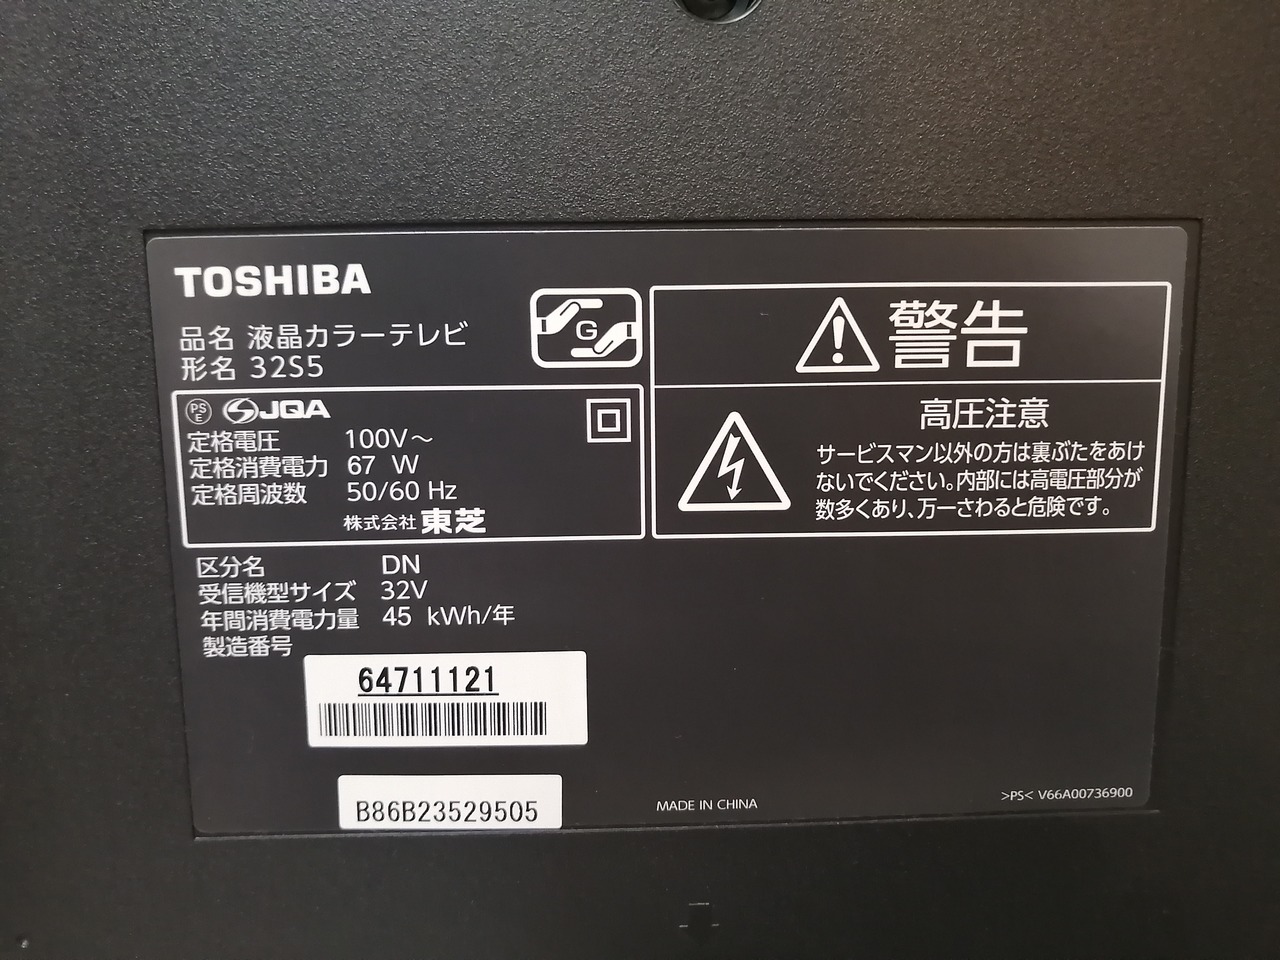 TOSHIBA
品名 液晶カラーテレビ
形名 32S5
G
PS
E
JQA
定格電圧 100V～
定格消費電力 67 W
定格周波数 50/60 Hz
株式会社 東芝
区分名 DN
受信機型サイズ 32V
年間消費電力量 45 kWh/年
製造番号
64711121
B86B23529505
警告
高圧注意
サービスマン以外の方は裏ぶたをあけ
ないでください。内部には高電圧部分が
数多くあり、万一さわると危険です。
MADE IN CHINA
>PS< V66A00736900